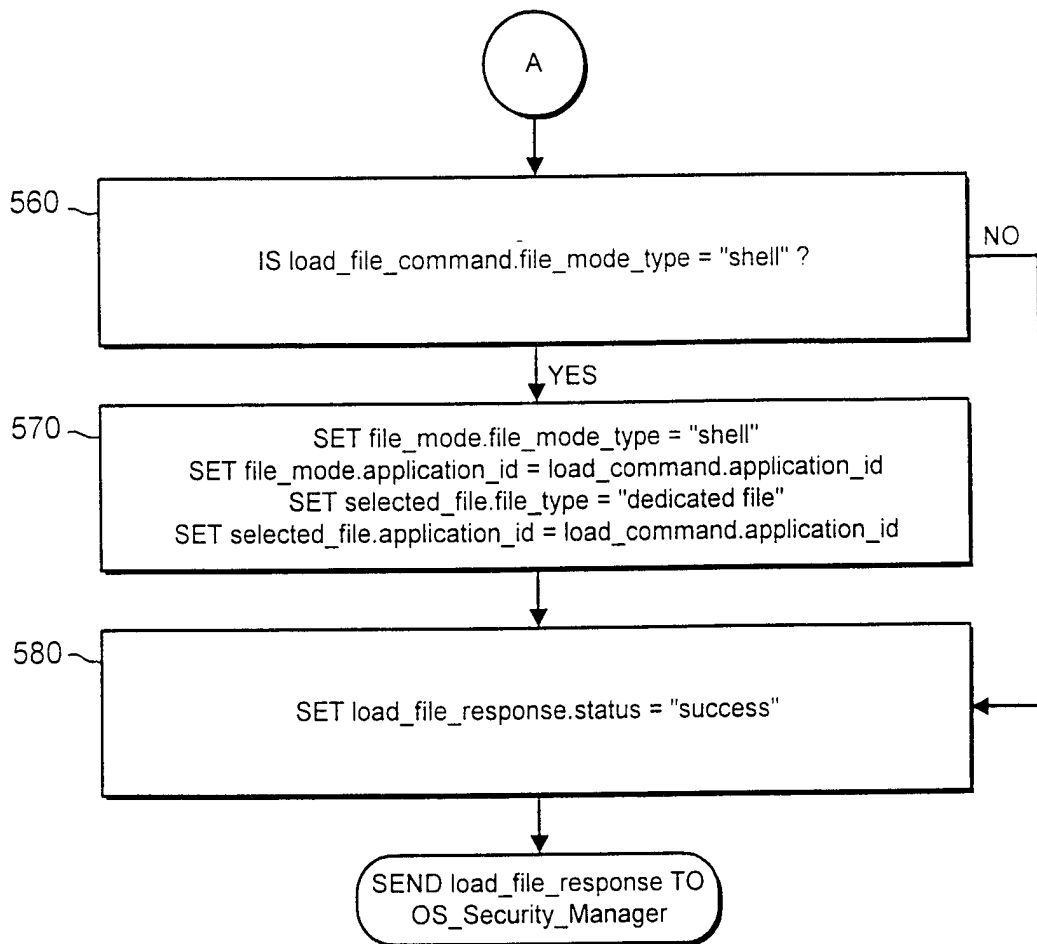 A
560
IS load_file_command.file_mode_type = "shell" ?
NO
YES
570
SET file_mode.file_mode_type = "shell"
SET file_mode.application_id = load_command.application_id
SET selected_file.file_type = "dedicated file"
SET selected_file.application_id = load_command.application_id
580
SET load_file_response.status = "success"
SEND load_file_response TO
OS_Security_Manager